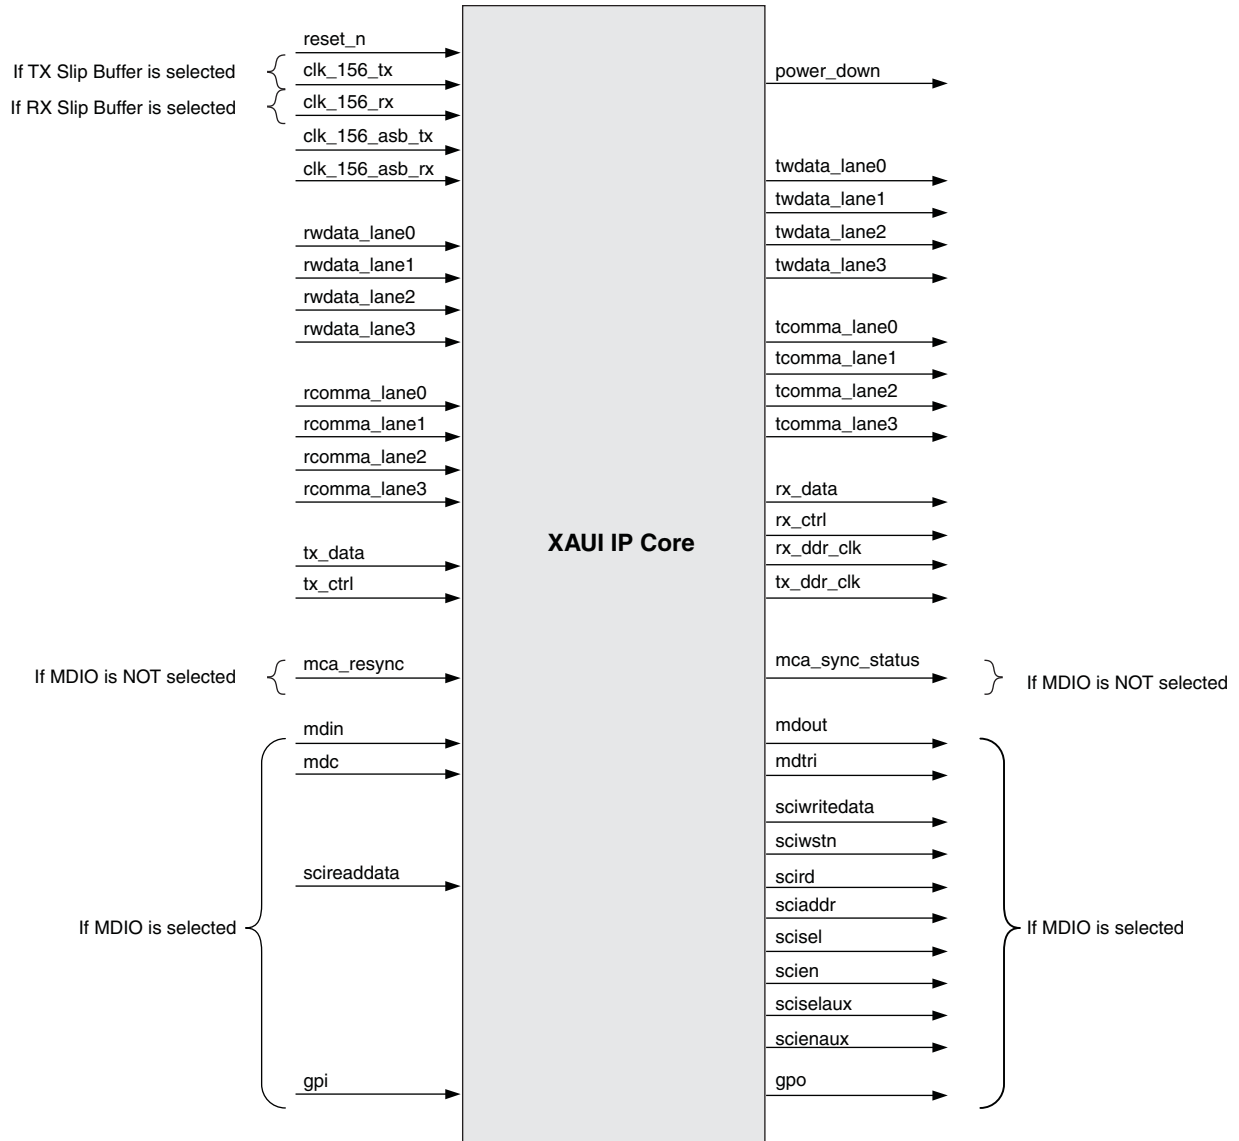 reset_n
If TX Slip Buffer is selected
clk_156_tx
If RX Slip Buffer is selected
clk_156_rx
clk_156_asb_tx
clk_156_asb_rx
rwdata_lane0
rwdata_lane1
rwdata_lane2
rwdata_lane3
rcomma_lane0
rcomma_lane1
rcomma_lane2
rcomma_lane3
tx_data
tx_ctrl
If MDIO is NOT selected
mca_resync
mdin
mdc
scireaddata
If MDIO is selected
gpi
XAUI IP Core
power_down
twdata_lane0
twdata_lane1
twdata_lane2
twdata_lane3
tcomma_lane0
tcomma_lane1
tcomma_lane2
tcomma_lane3
rx_data
rx_ctrl
rx_ddr_clk
tx_ddr_clk
mca_sync_status
If MDIO is NOT selected
mdout
mdtri
sciwritedata
sciwstn
scird
sciaddr
scisel
If MDIO is selected
scien
sciselaux
scienaux
gpo